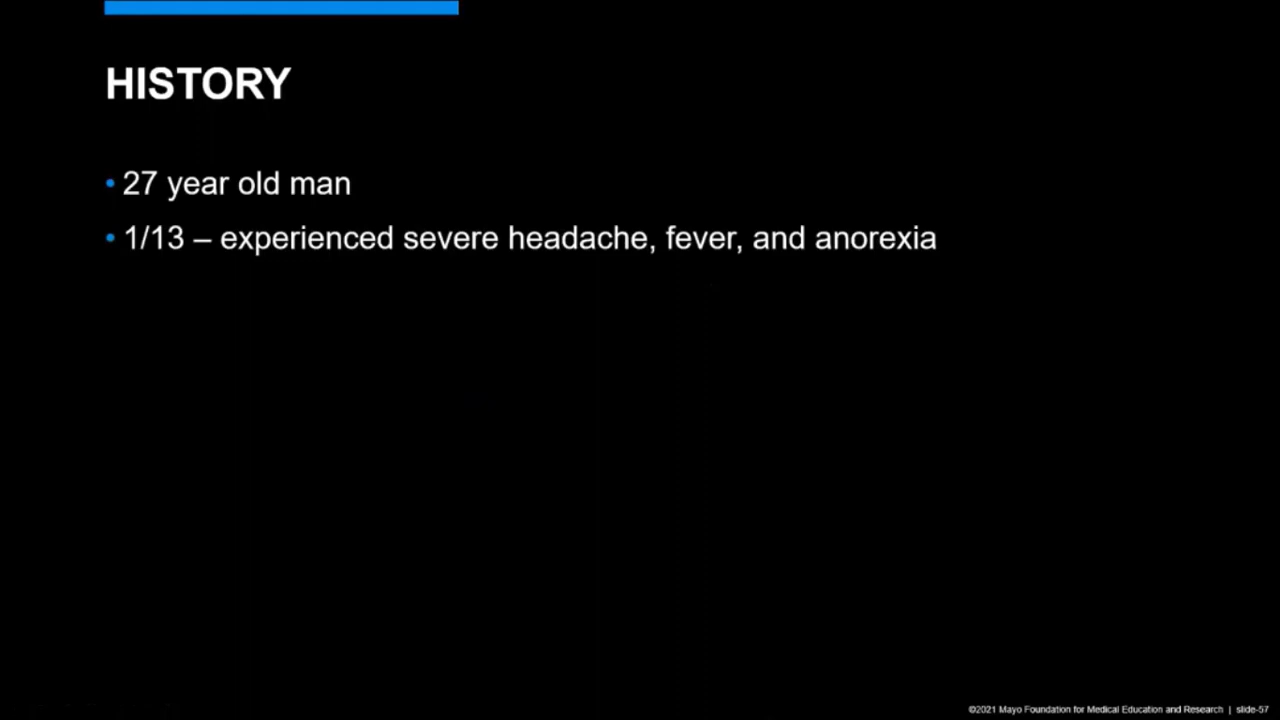 HISTORY
• 27 year old man
• 1/13 – experienced severe headache, fever, and anorexia
©2021 Mayo Foundation for Medical Education and Research | slide-57